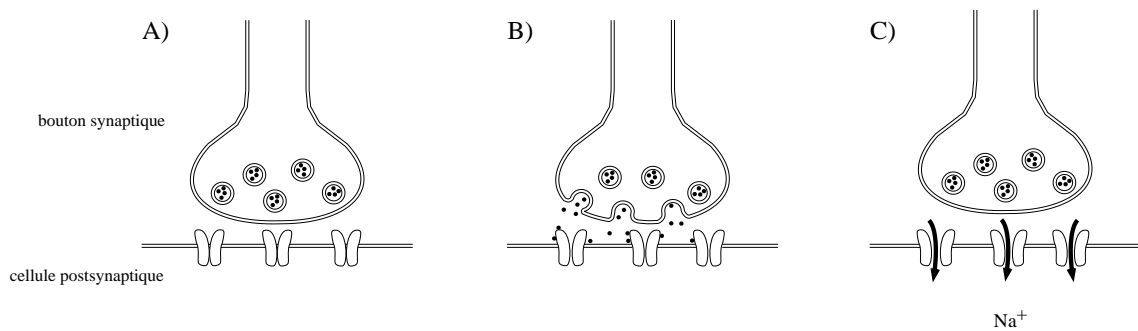 A)
B)
C)
bouton synaptique
cellule postsynaptique
Na⁺